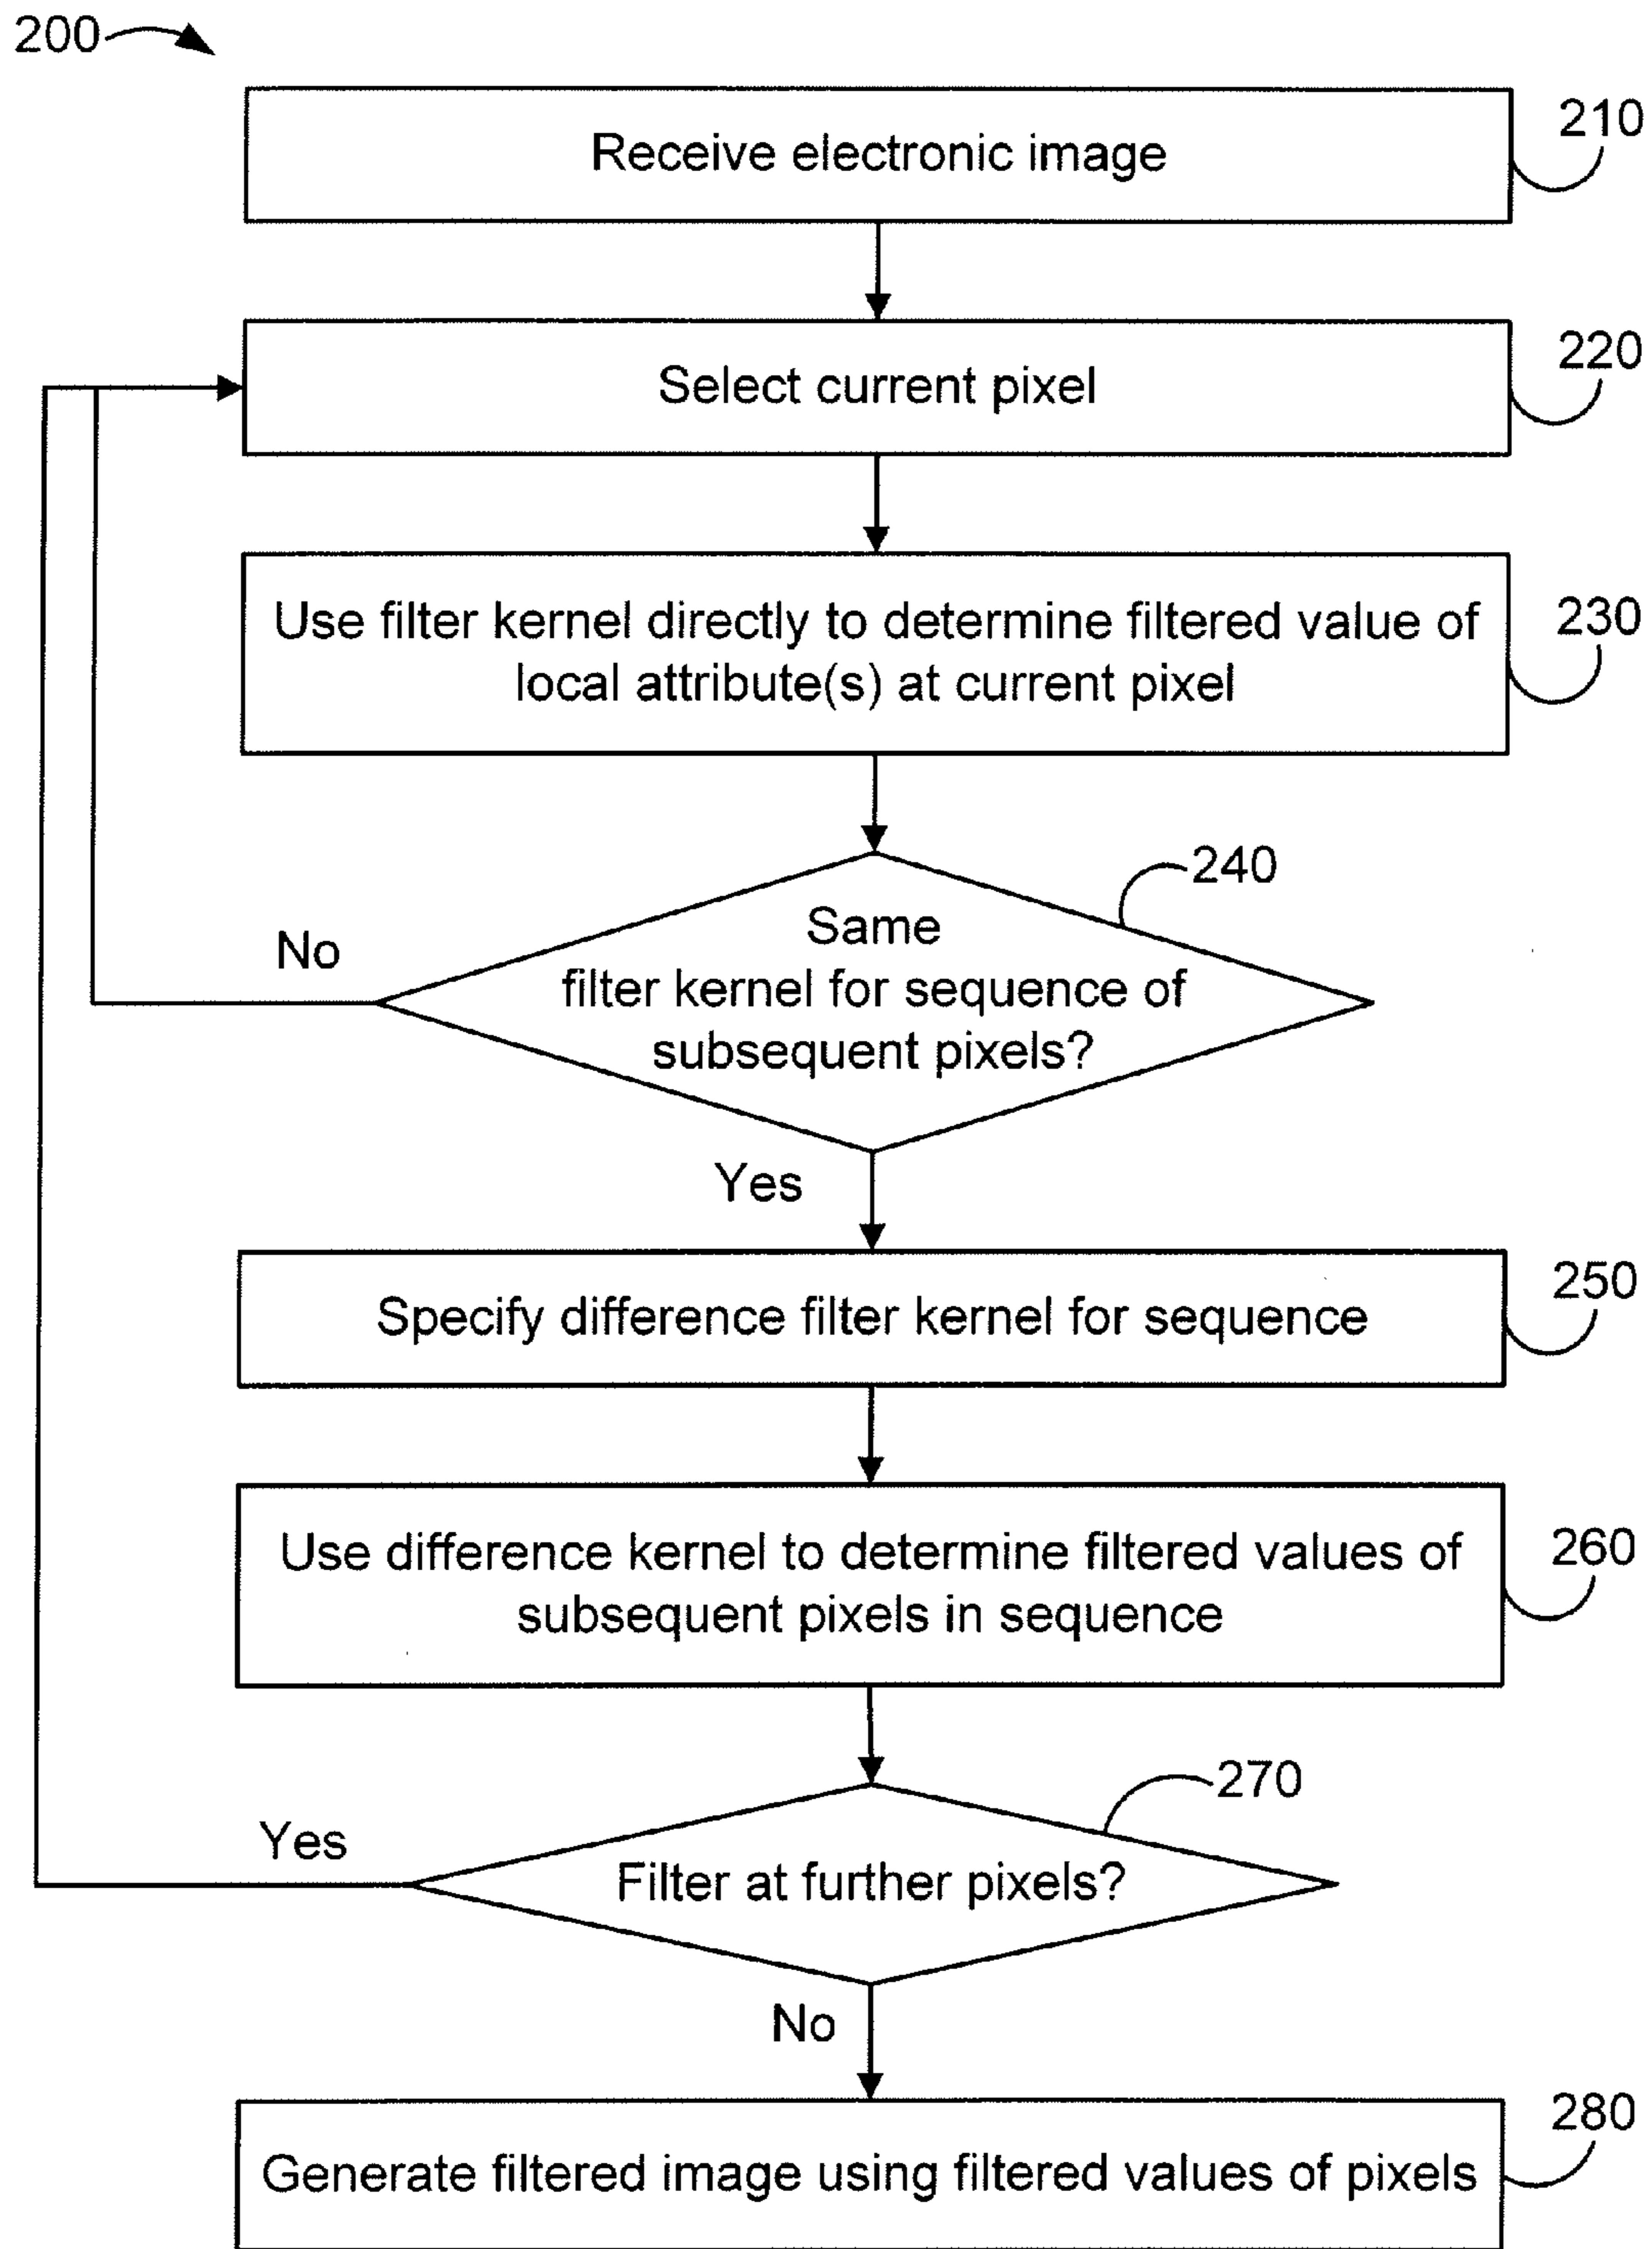 200
Receive electronic image
210
Select current pixel
220
Use filter kernel directly to determine filtered value of
local attribute(s) at current pixel
230
240
Same
filter kernel for sequence of
subsequent pixels?
No
Yes
Specify difference filter kernel for sequence
250
Use difference kernel to determine filtered values of
subsequent pixels in sequence
260
270
Yes
Filter at further pixels?
No
Generate filtered image using filtered values of pixels
280